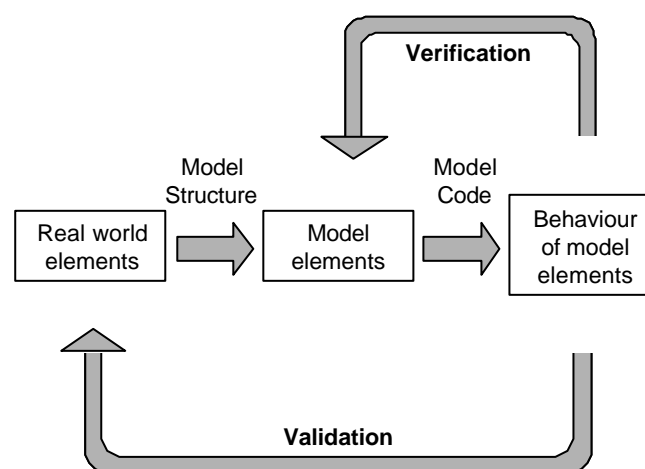 Verification
Model
Structure
Model
Code
Real world
elements
Model
elements
Behaviour
of model
elements
Validation